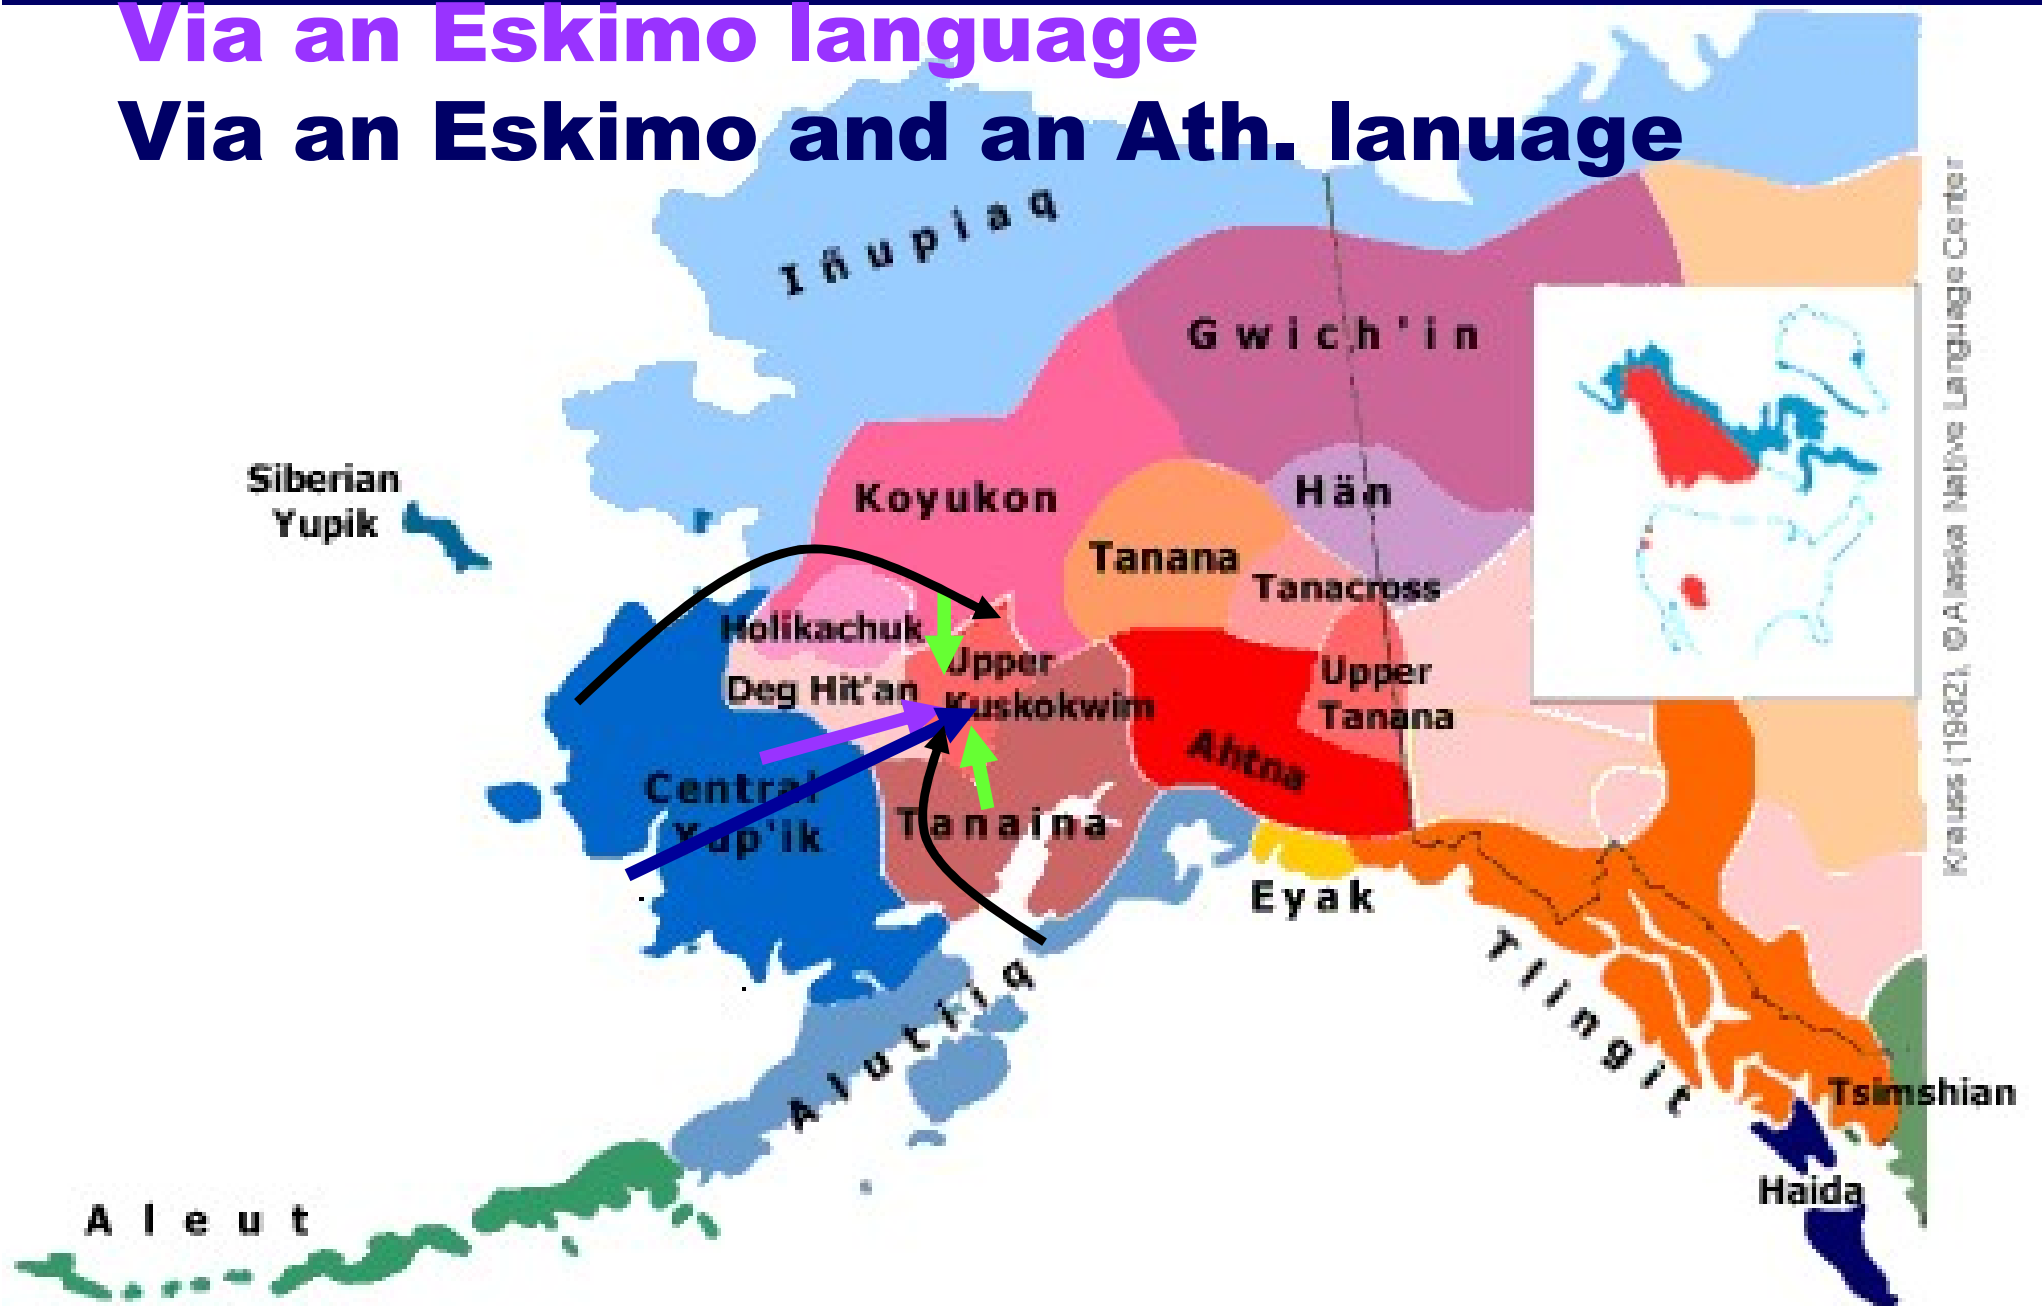 Via an Eskimo language
Via an Eskimo and an Ath. lanuage
Iñupiaq
Gwich'in
Siberian
Yupik
Koyukon
Hän
Tanana
Tanacross
Holikachuk
Upper
Kuskokwim
Deg Hit'an
Upper
Tanana
Ahtna
Central
Yup'ik
Tanaina
Eyak
Alutiiq
Tlingit
Tsimshian
Haida
Aleut
Krauss (1982), © Alaska Native Language Center